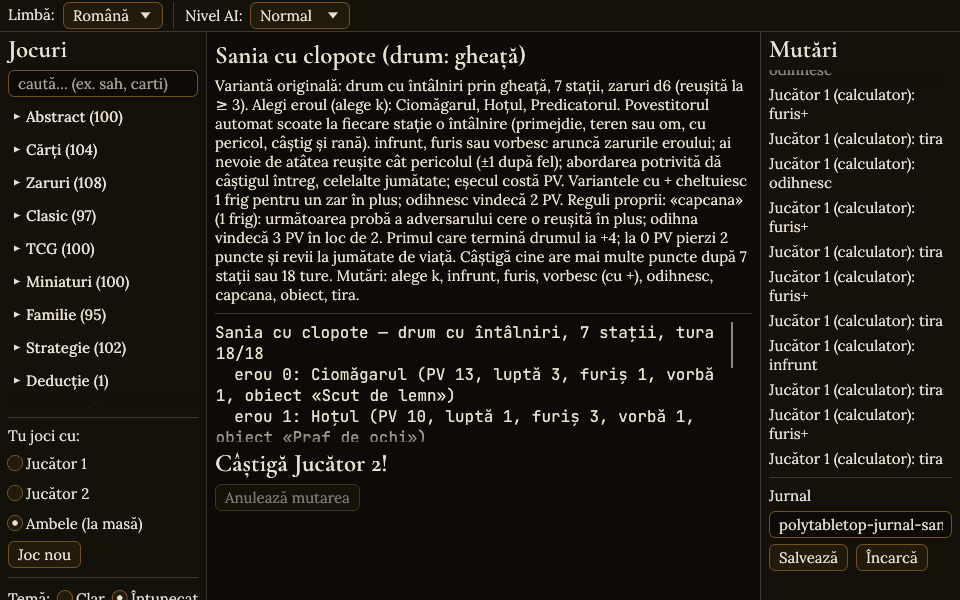 Limbă:
Română
Nivel AI:
Normal
Jocuri
caută... (ex. sah, carti)
Abstract (100)
Cărți (104)
Zaruri (108)
Clasic (97)
TCG (100)
Miniaturi (100)
Familie (95)
Strategie (102)
Deducție (1)
Tu joci cu:
Jucător 1
Jucător 2
Ambele (la masă)
Joc nou
Temă:
Clar
Întunecat
Sania cu clopote (drum: gheață)
Variantă originală: drum cu întâlniri prin gheață, 7 stații, zaruri d6 (reușită la
≥ 3). Alegi eroul (alege k): Ciomăgarul, Hoțul, Predicatorul. Povestitorul
automat scoate la fiecare stație o întâlnire (primejdie, teren sau om, cu
pericol, câștig și rană). infrunt, furis sau vorbesc aruncă zarurile eroului; ai
nevoie de atâtea reușite cât pericolul (±1 după fel); abordarea potrivită dă
câștigul întreg, celelalte jumătate; eșecul costă PV. Variantele cu + cheltuiesc
1 frig pentru un zar în plus; odihnesc vindecă 2 PV. Reguli proprii: «capcana»
(1 frig): următoarea probă a adversarului cere o reușită în plus; odihna
vindecă 3 PV în loc de 2. Primul care termină drumul ia +4; la 0 PV pierzi 2
puncte și revii la jumătate de viață. Câștigă cine are mai multe puncte după 7
stații sau 18 ture. Mutări: alege k, infrunt, furis, vorbesc (cu +), odihnesc,
capcana, obiect, tira.
Sania cu clopote — drum cu întâlniri, 7 stații, tura
18/18
erou 0: Ciomăgarul (PV 13, luptă 3, furiș 1, vorbă
1, obiect «Scut de lemn»)
erou 1: Hoțul (PV 10, luptă 1, furiș 3, vorbă 1,
obiect «Praf de ochi»)
Câștigă Jucător 2!
Anulează mutarea
Mutări
odihnesc
Jucător 1 (calculator):
furis+
Jucător 1 (calculator): tira
Jucător 1 (calculator):
odihnesc
Jucător 1 (calculator):
furis+
Jucător 1 (calculator): tira
Jucător 1 (calculator):
furis+
Jucător 1 (calculator): tira
Jucător 1 (calculator):
infrunt
Jucător 1 (calculator): tira
Jucător 1 (calculator):
furis+
Jucător 1 (calculator): tira
Jurnal
polytabletop-jurnal-san
Salvează
Încarcă